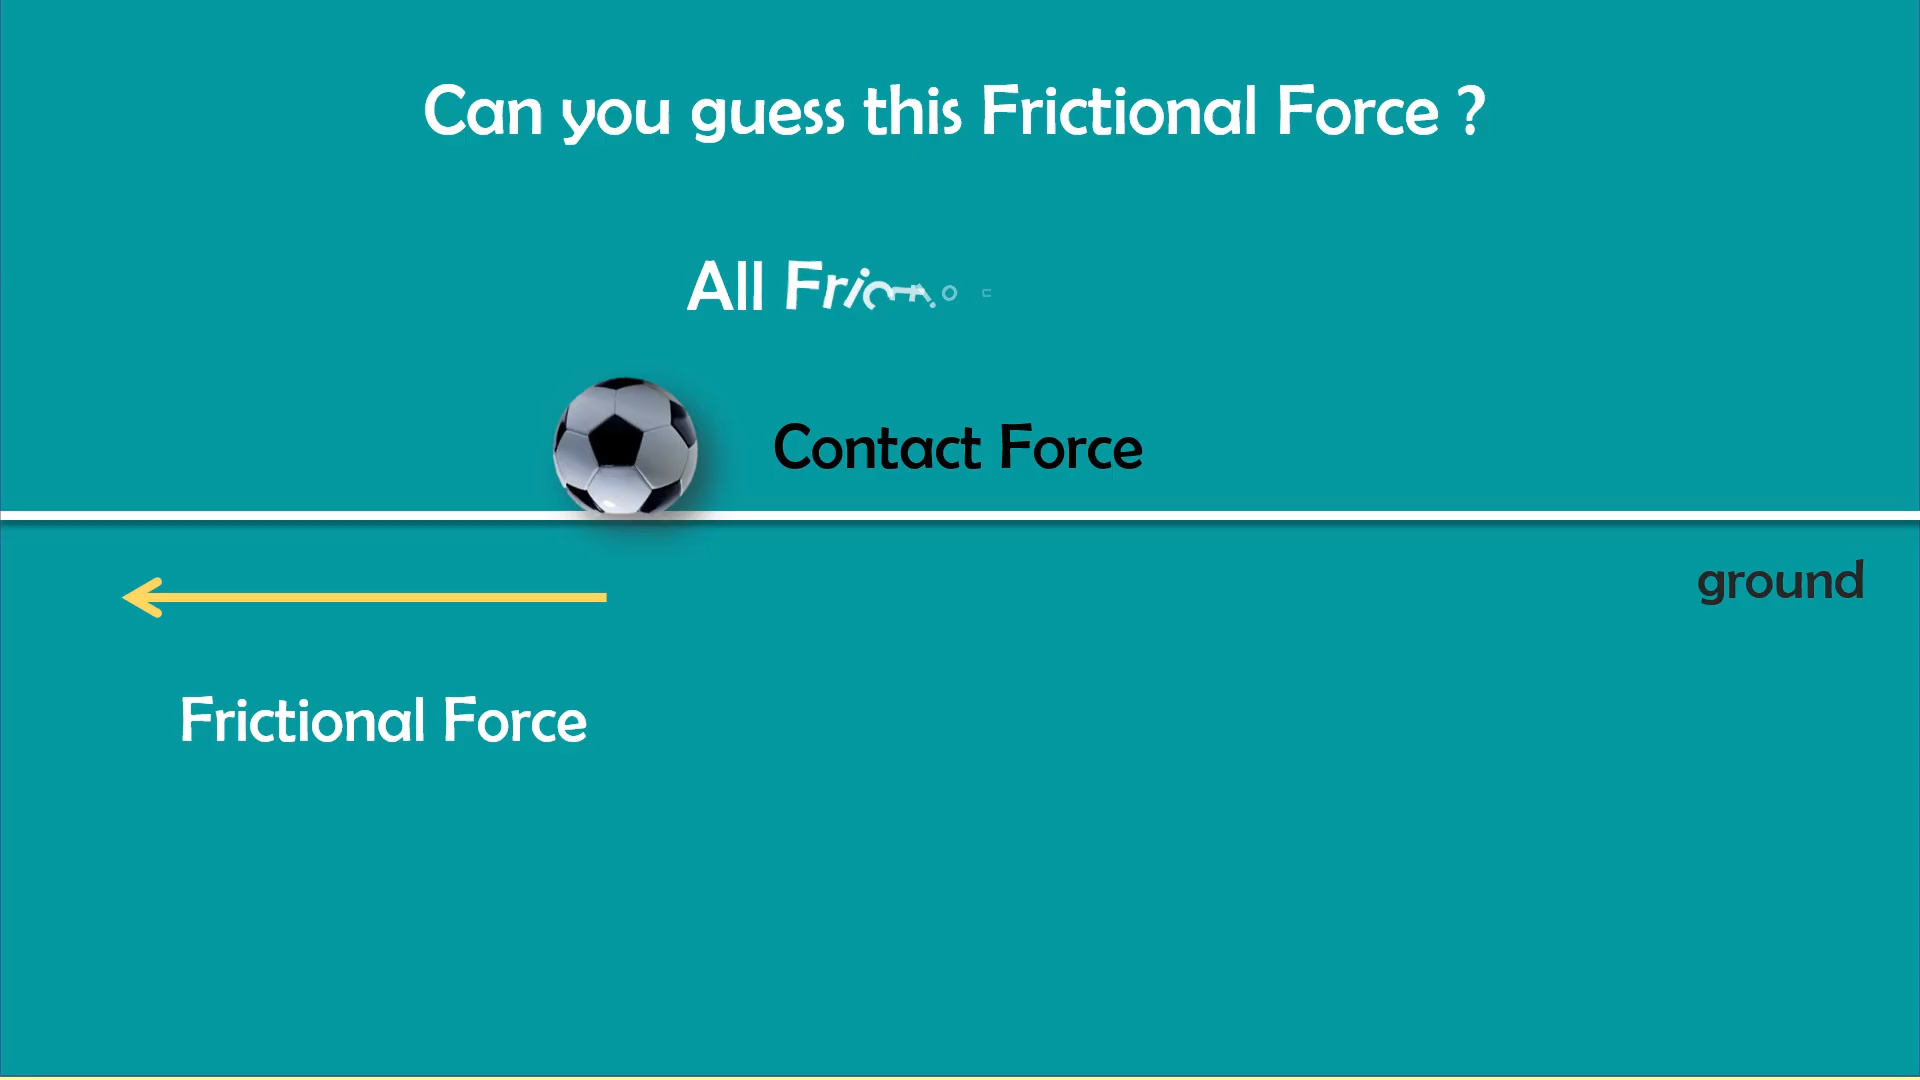 Can you guess this Frictional Force ?
All
Contact Force
ground
Frictional Force